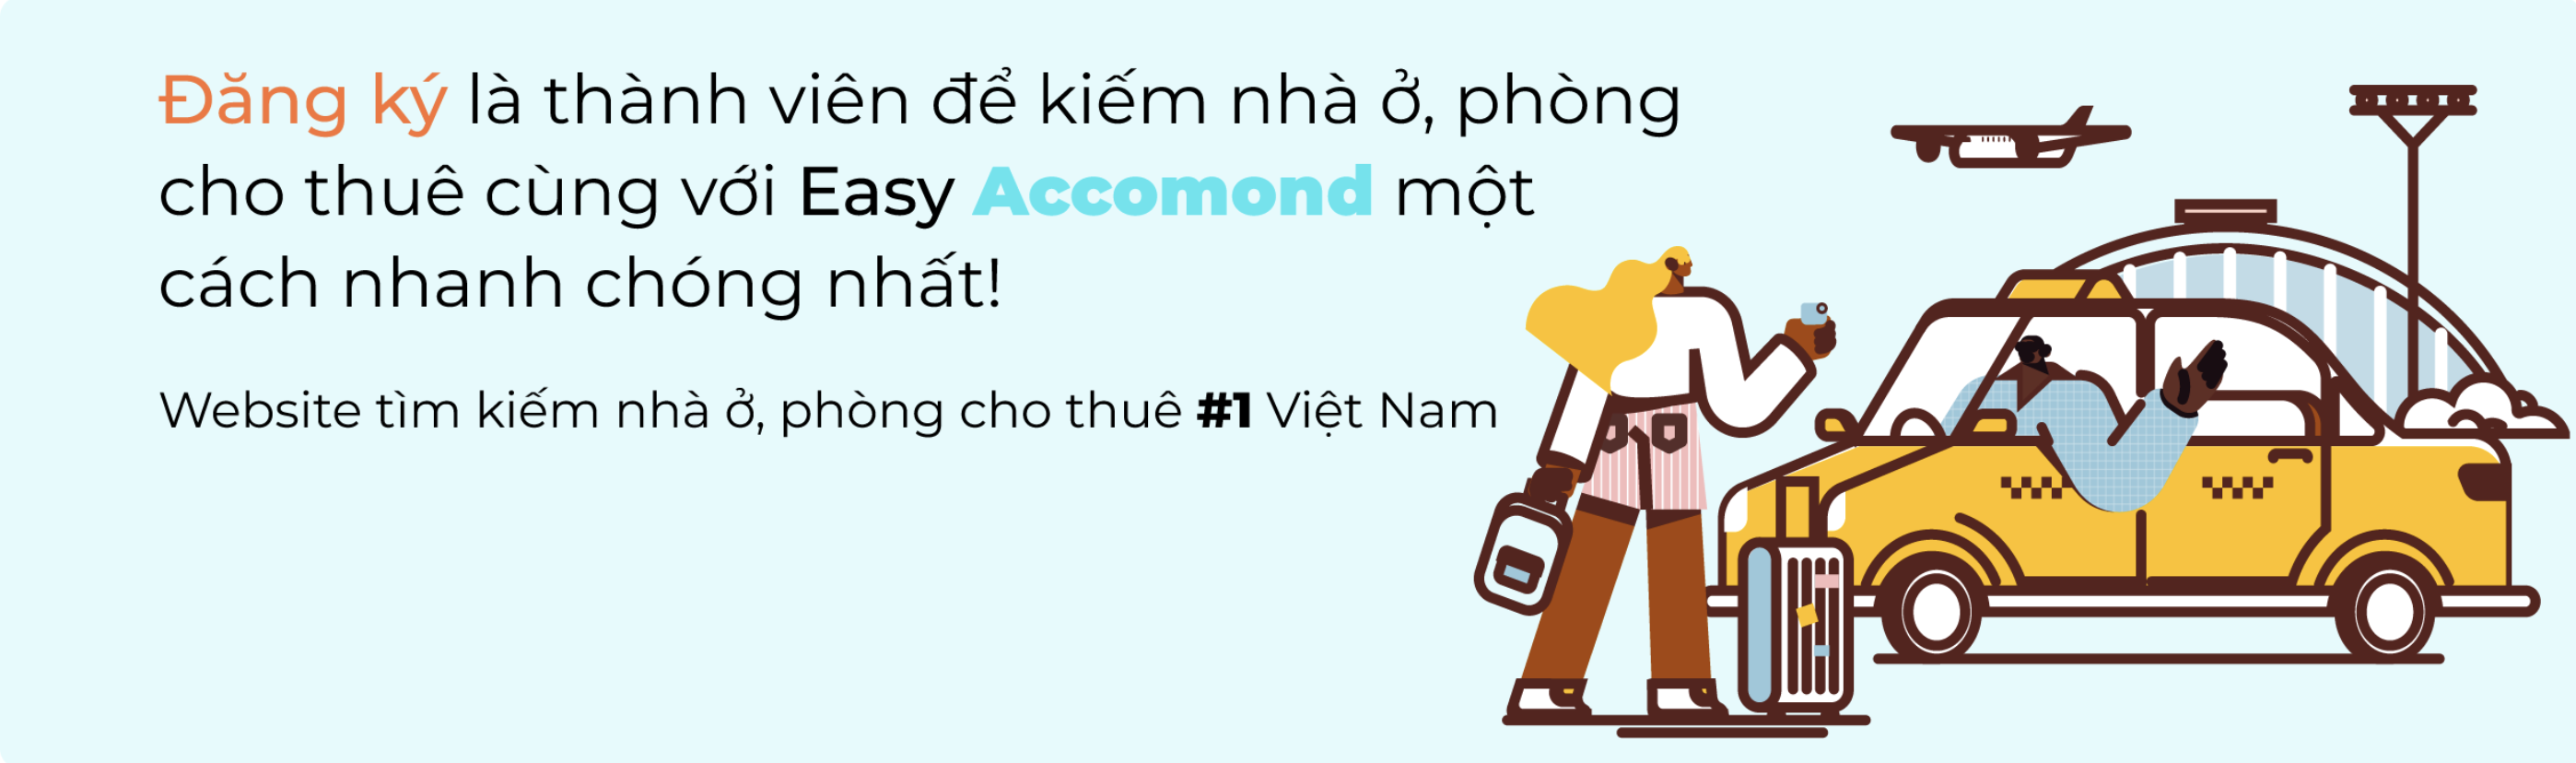 Đăng ký là thành viên để kiếm nhà ở, phòng
cho thuê cùng với Easy Accomond một
cách nhanh chóng nhất!
Website tìm kiếm nhà ở, phòng cho thuê #1 Việt Nam